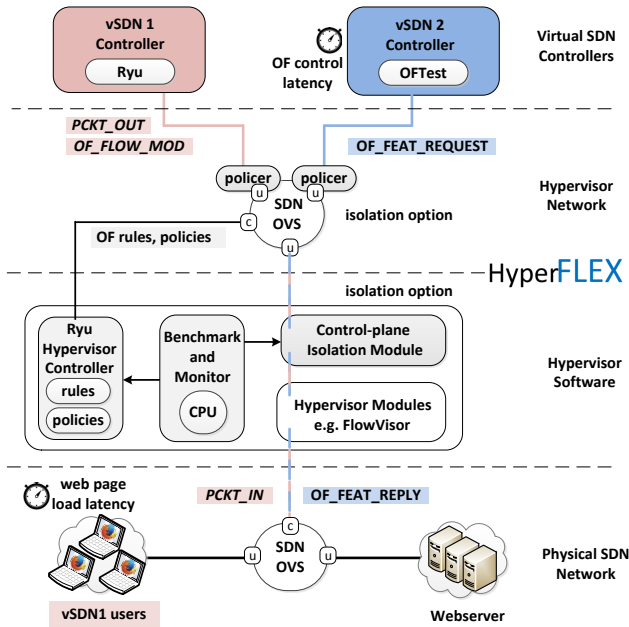 vSDN 1
Controller
Ryu
OF control
latency
vSDN 2
Controller
OFTest
Virtual SDN
Controllers
PCKT_OUT
OF_FLOW_MOD
OF_FEAT_REQUEST
policer
policer
u
u
SDN
OVS
c
u
isolation option
Hypervisor
Network
OF rules, policies
HyperFLEX
isolation option
Ryu
Hypervisor
Controller
rules
policies
Benchmark
and
Monitor
CPU
Control-plane
Isolation Module
Hypervisor Modules
e.g. FlowVisor
Hypervisor
Software
web page
load latency
PCKT_IN
OF_FEAT_REPLY
c
u
SDN
OVS
u
Physical SDN
Network
vSDN1 users
Webserver